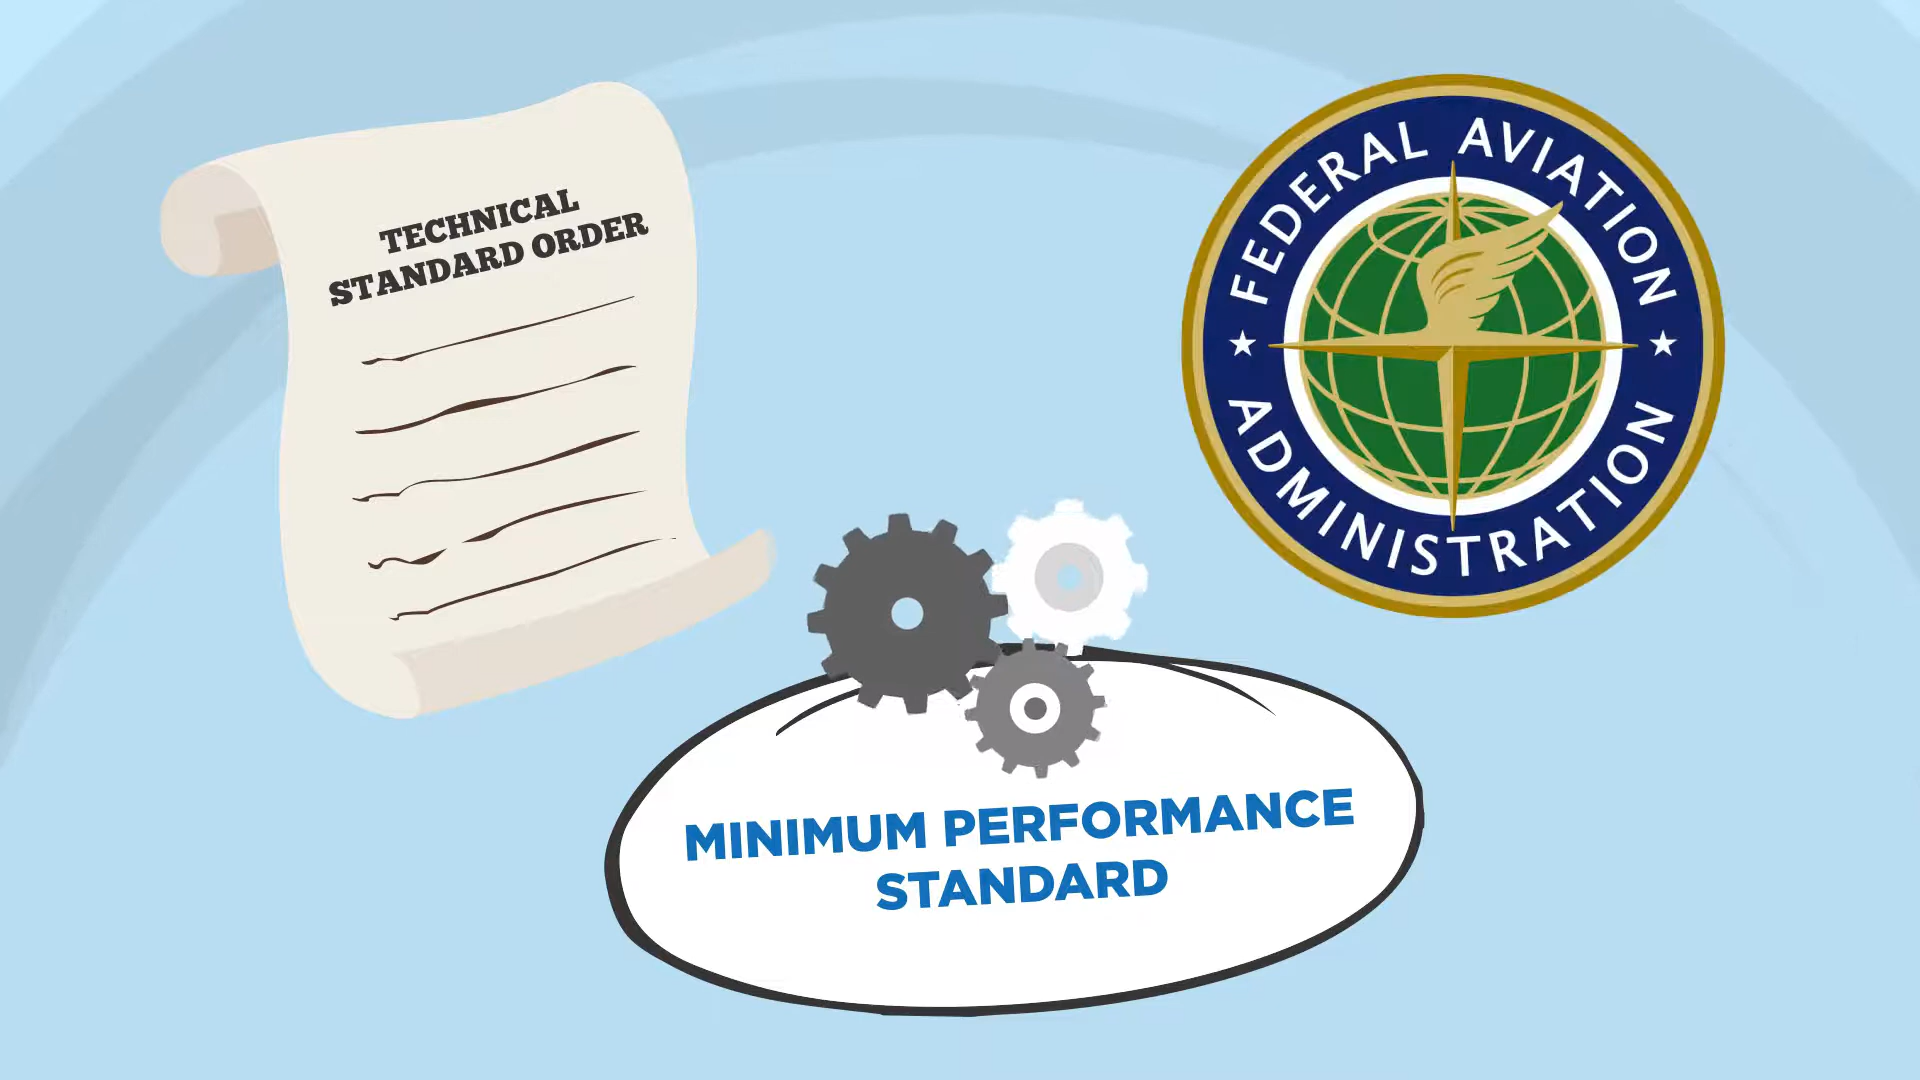 TECHNICAL
STANDARD ORDER
FEDERAL AVIATION
ADMINISTRATION
MINIMUM PERFORMANCE
STANDARD